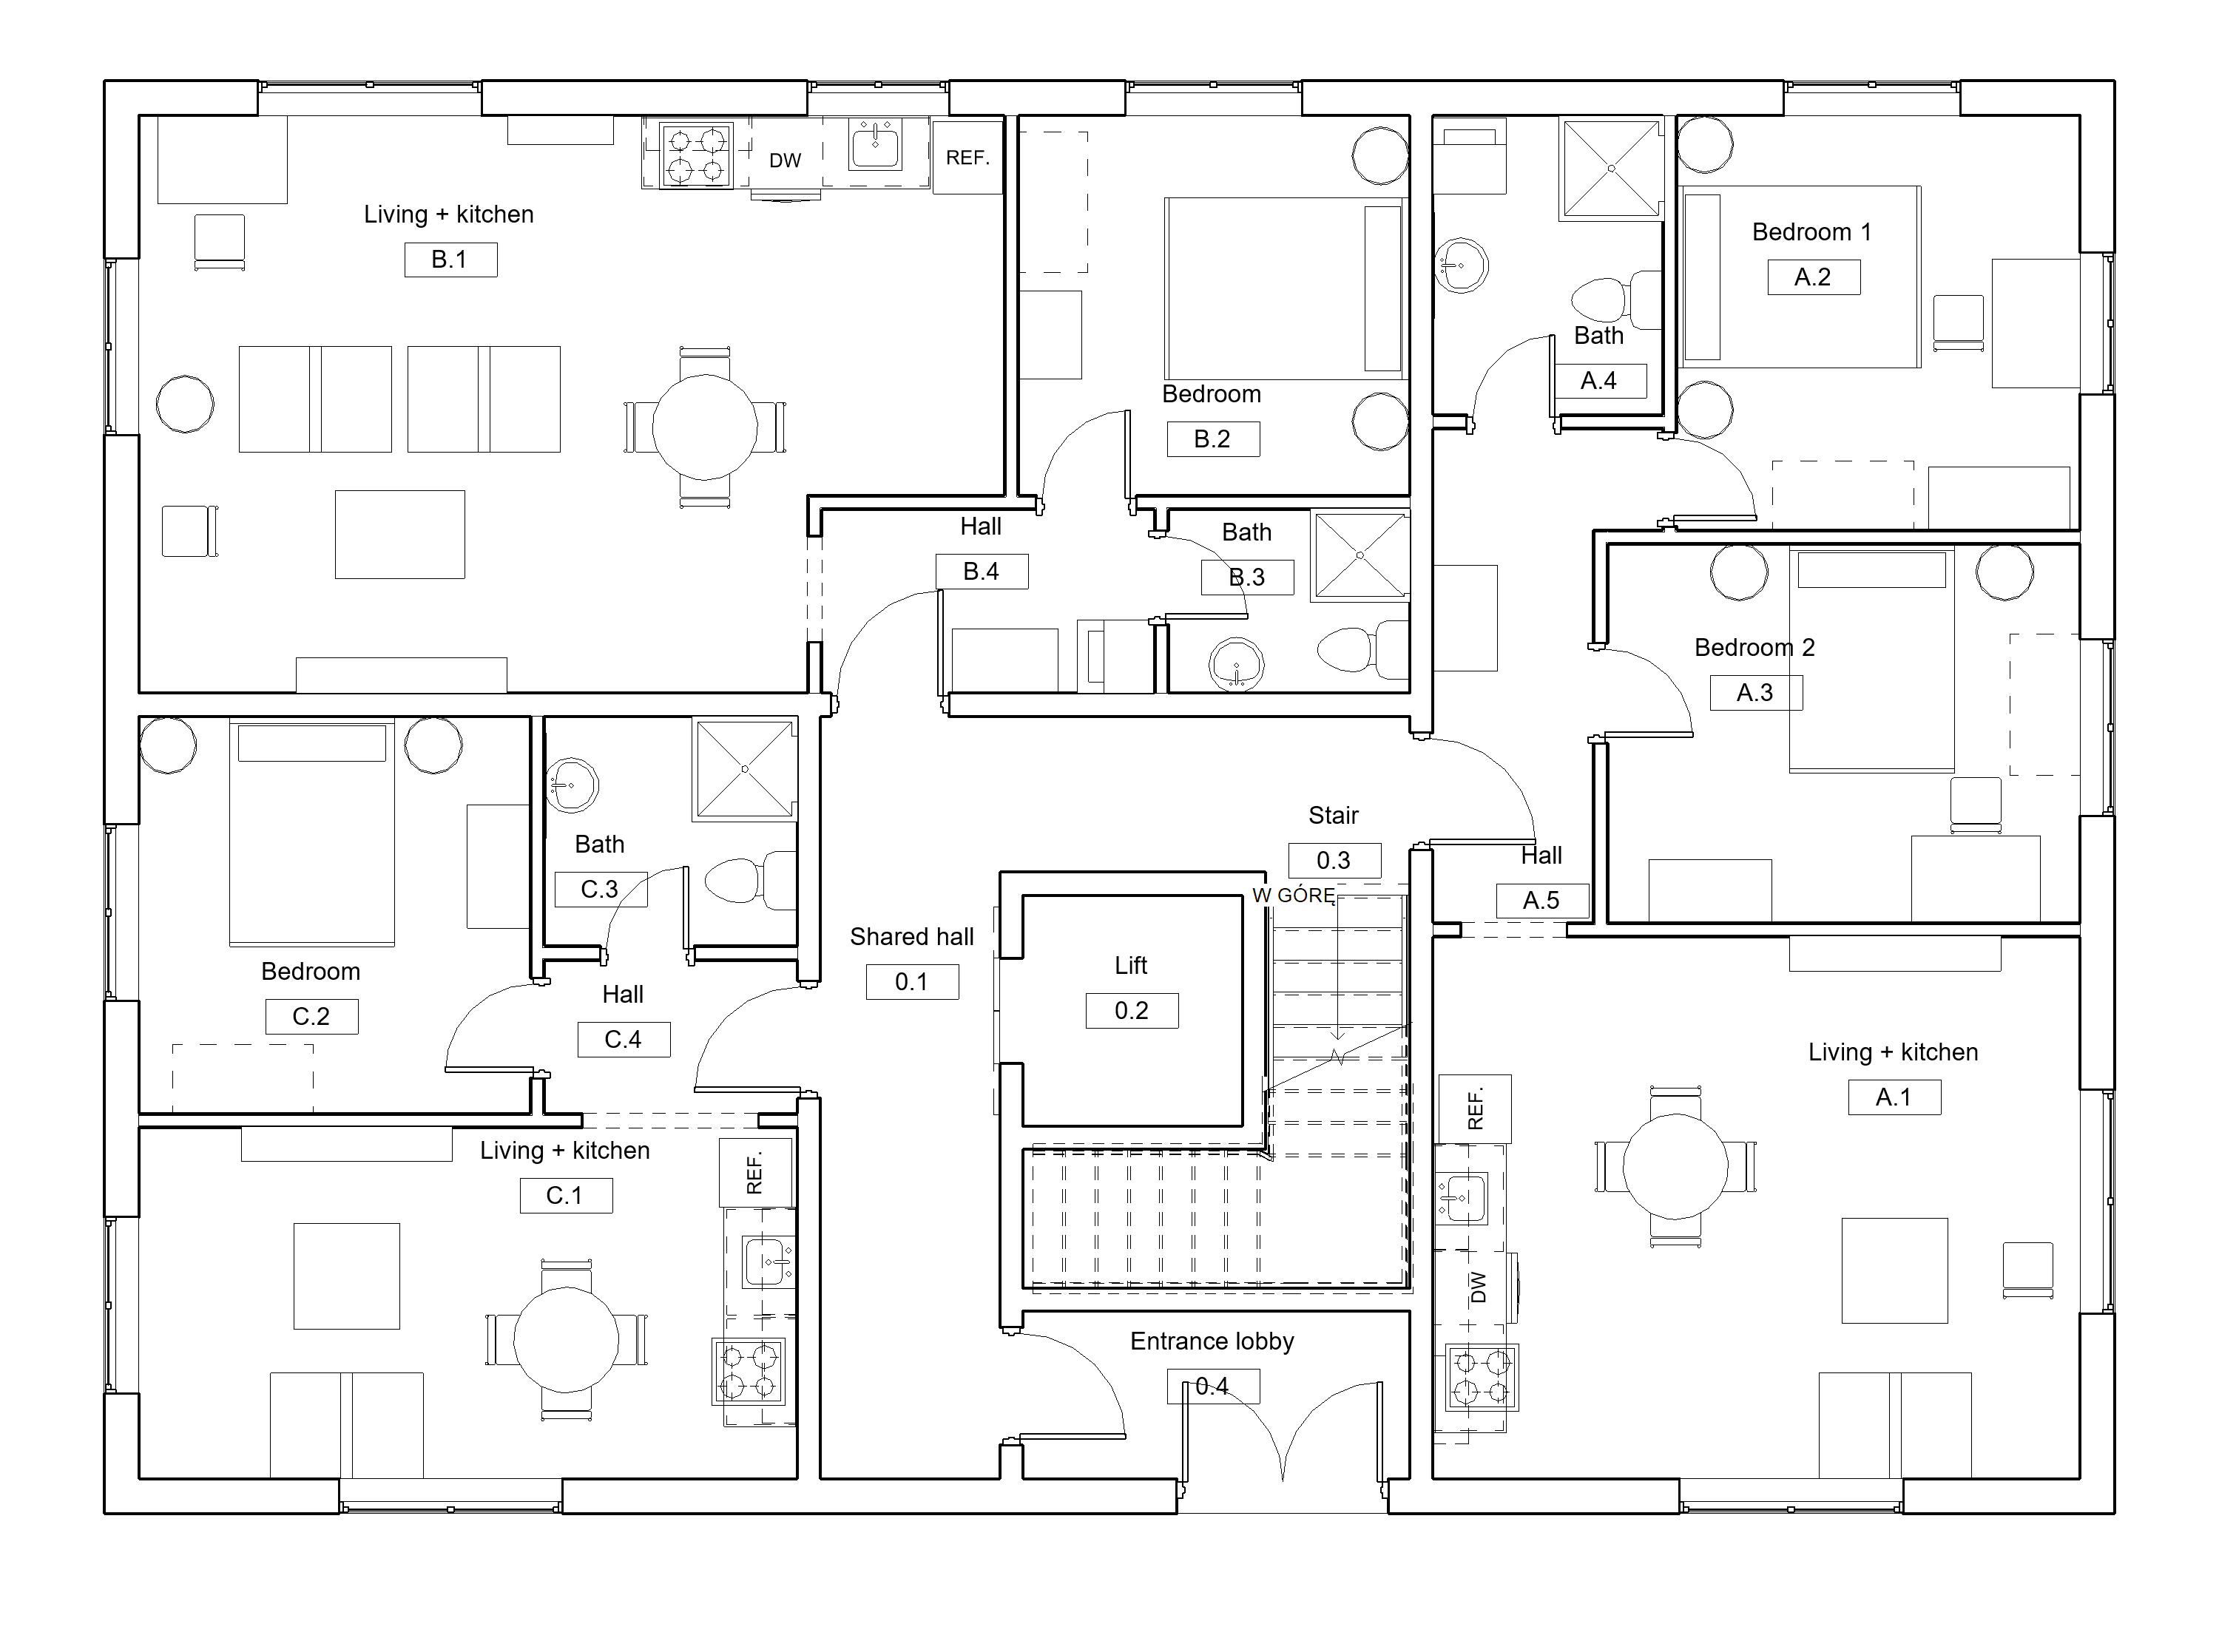 DW
REF.
Living + kitchen
B.1
Bedroom
B.2
Bath
A.4
Bedroom 1
A.2
Hall
B.4
Bath
B.3
Bedroom 2
A.3
Bath
C.3
Stair
0.3
W GÓRĘ
Hall
A.5
Shared hall
0.1
Lift
0.2
Bedroom
C.2
Hall
C.4
Living + kitchen
A.1
REF.
DW
Living + kitchen
C.1
REF.
Entrance lobby
0.4